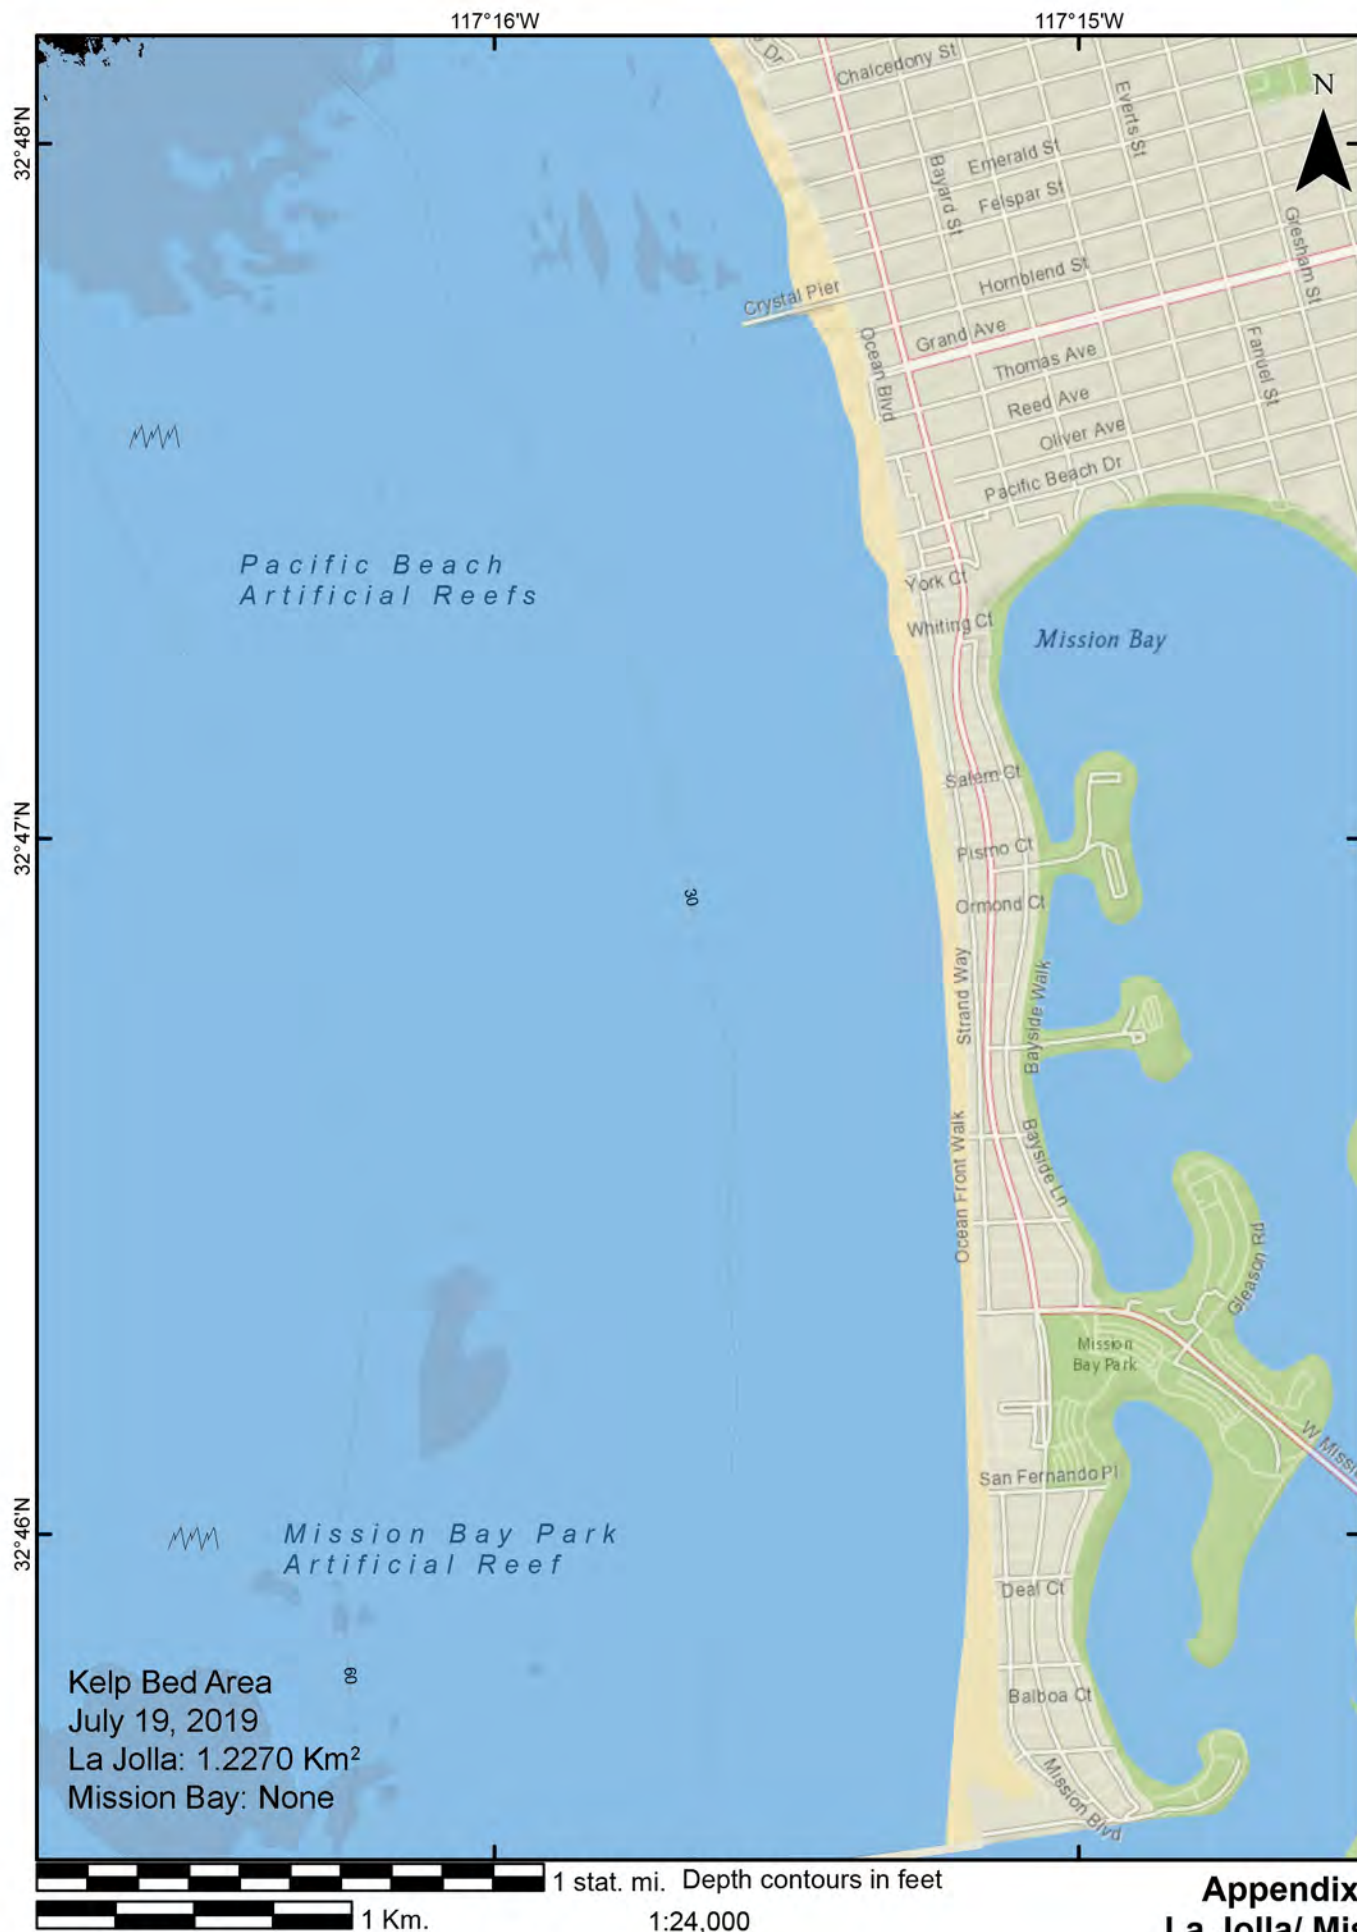 117°16'W
117°15'W
32°48'N
32°47'N
32°46'N
N
Dr
Chalcedony St
Everts St
Emerald St
Bayard St
Felspar St
Gresham St
Hornblend St
Crystal Pier
Grand Ave
Ocean Blvd
Thomas Ave
Fanuel St
Reed Ave
Oliver Ave
Pacific Beach Dr
Pacific Beach
Artificial Reefs
York Ct
Whiting Ct
Mission Bay
Salem Ct
Pismo Ct
30
Ormond Ct
Strand Way
Bayside Walk
Ocean Front Walk
Bayside Ln
Gleason Rd
Mission
Bay Park
W Missi
San Fernando Pl
Mission Bay Park
Artificial Reef
Deal Ct
60
Balboa Ct
Mission Blvd
Kelp Bed Area
July 19, 2019
La Jolla: 1.2270 Km²
Mission Bay: None
1 stat. mi. Depth contours in feet
1 Km.
1:24,000
Appendix
La Jolla/ Mis